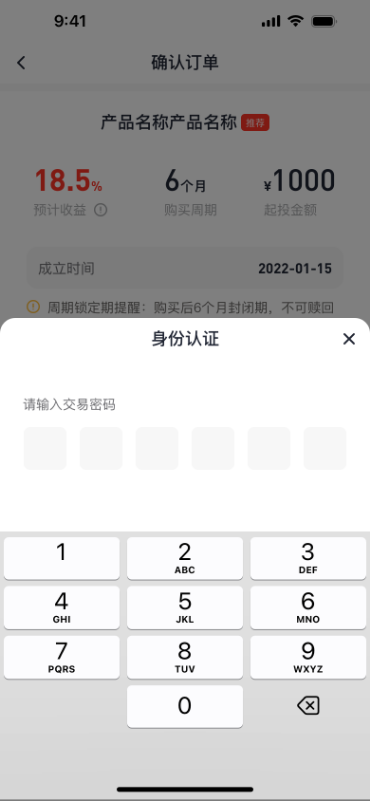 9:41
确认订单
产品名称产品名称 推荐
18.5% 6个月 ¥1000
预计收益 购买周期 起投金额
成立时间 2022-01-15
周期锁定期提醒：购买后6个月封闭期，不可赎回
身份认证
请输入交易密码
1 2 3
ABC DEF
4 5 6
GHI JKL MNO
7 8 9
PQRS TUV WXYZ
0